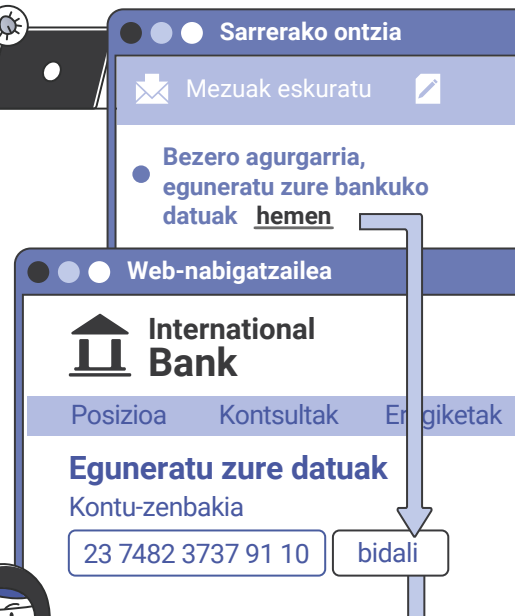 Sarrerako ontzia
Mezuak eskuratu
Bezero agurgarria,
eguneratu zure bankuko
datuak hemen
Web-nabigatzailea
International
Bank
Posizioa Kontsultak
Eguneratu zure datuak
Kontu-zenbakia
23 7482 3737 91 10 bidali